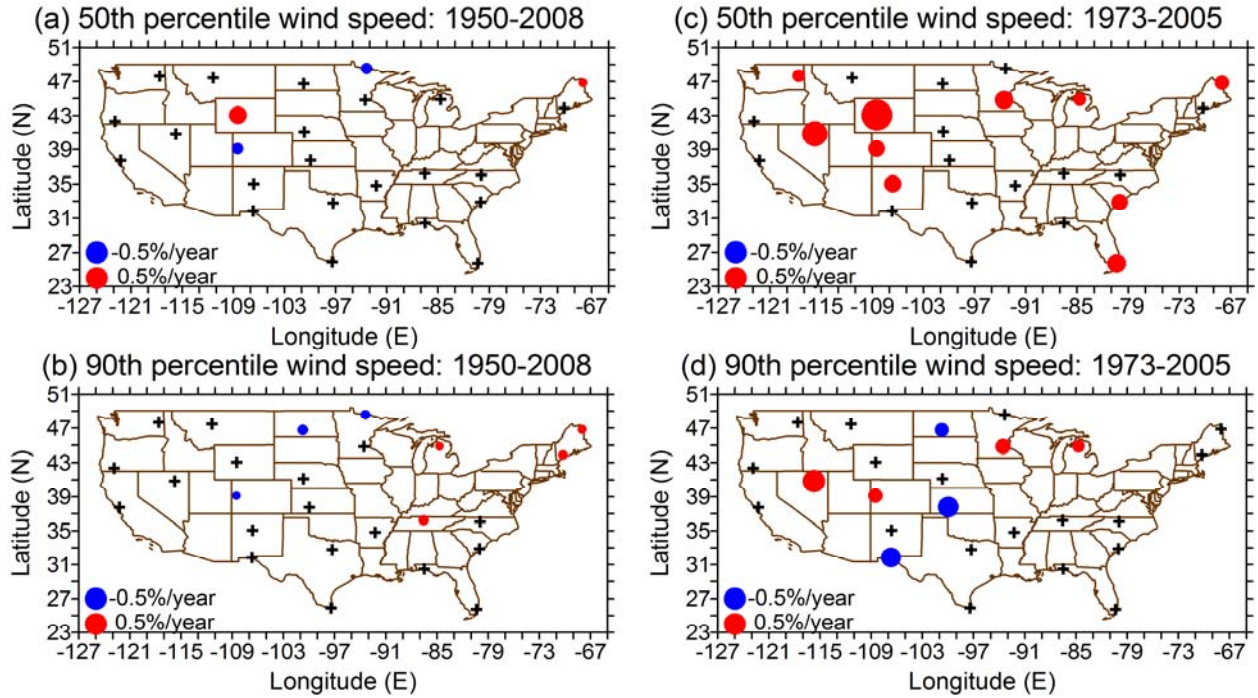 (a) 50th percentile wind speed: 1950-2008
51
47
43
39
35
31
27
23
Latitude (N)
-0.5%/year
0.5%/year
-127 -121 -115 -109 -103 -97 -91 -85 -79 -73 -67
Longitude (E)
(c) 50th percentile wind speed: 1973-2005
51
47
43
39
35
31
27
23
Latitude (N)
-0.5%/year
0.5%/year
-127 -121 -115 -109 -103 -97 -91 -85 -79 -73 -67
Longitude (E)
(b) 90th percentile wind speed: 1950-2008
51
47
43
39
35
31
27
23
Latitude (N)
-0.5%/year
0.5%/year
-127 -121 -115 -109 -103 -97 -91 -85 -79 -73 -67
Longitude (E)
(d) 90th percentile wind speed: 1973-2005
51
47
43
39
35
31
27
23
Latitude (N)
-0.5%/year
0.5%/year
-127 -121 -115 -109 -103 -97 -91 -85 -79 -73 -67
Longitude (E)